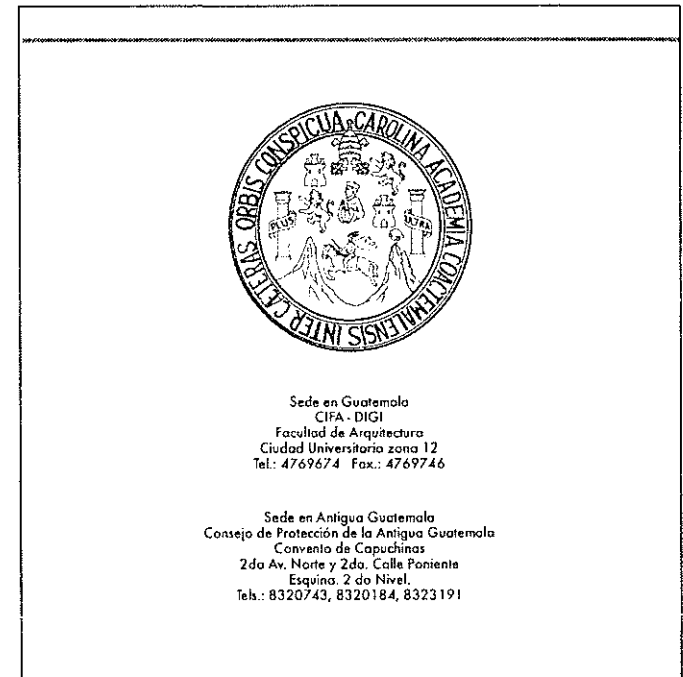 CAROLINA ACADEMIA COACTEMALENSIS INTER CÆTERAS ORBIS CONSPICUA
PLUS
ULTRA
Sede en Guatemala
CIFA - DIGI
Facultad de Arquitectura
Ciudad Universitaria zona 12
Tel.: 4769674 Fax.: 4769746
Sede en Antigua Guatemala
Consejo de Protección de la Antigua Guatemala
Convento de Capuchinas
2da Av. Norte y 2da. Calle Poniente
Esquina. 2 do Nivel.
Tels.: 8320743, 8320184, 8323191